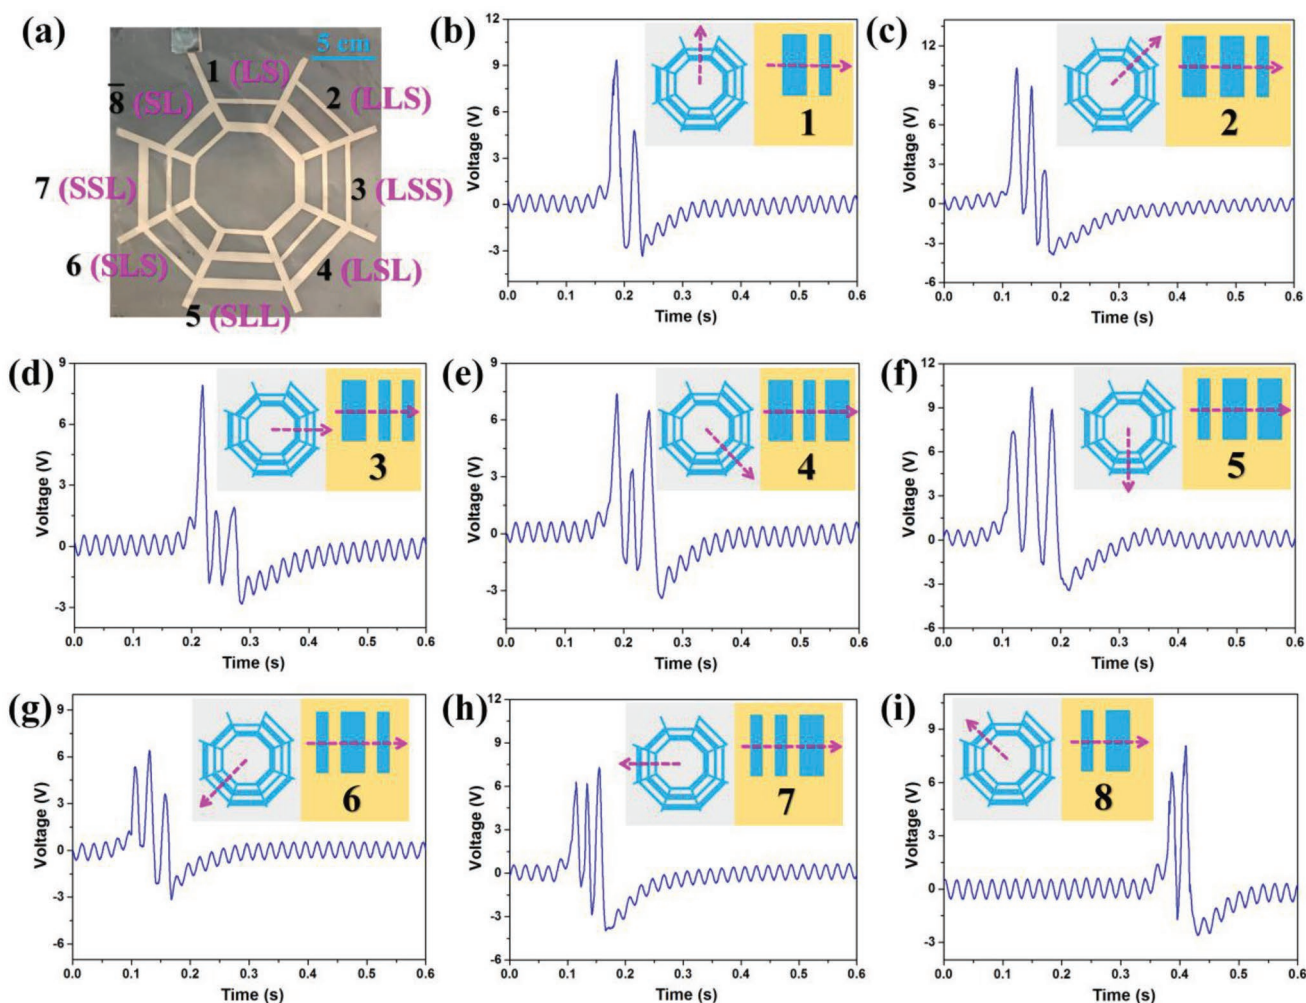 (a)
5 cm
1 (LS)
2 (LLS)
3 (LSS)
4 (LSL)
5 (SLL)
6 (SLS)
7 (SSL)
8̅ (SL)
(b)
Voltage (V)
12
9
6
3
0
-3
-6
0.0 0.1 0.2 0.3 0.4 0.5 0.6
Time (s)
1
(c)
Voltage (V)
12
9
6
3
0
-3
-6
0.0 0.1 0.2 0.3 0.4 0.5 0.6
Time (s)
2
(d)
Voltage (V)
9
6
3
0
-3
0.0 0.1 0.2 0.3 0.4 0.5 0.6
Time (s)
3
(e)
Voltage (V)
9
6
3
0
-3
-6
0.0 0.1 0.2 0.3 0.4 0.5 0.6
Time (s)
4
(f)
Voltage (V)
12
9
6
3
0
-3
-6
0.0 0.1 0.2 0.3 0.4 0.5 0.6
Time (s)
5
(g)
Voltage (V)
9
6
3
0
-3
-6
0.0 0.1 0.2 0.3 0.4 0.5 0.6
Time (s)
6
(h)
Voltage (V)
12
9
6
3
0
-3
-6
0.0 0.1 0.2 0.3 0.4 0.5 0.6
Time (s)
7
(i)
Voltage (V)
9
6
3
0
-3
0.0 0.1 0.2 0.3 0.4 0.5 0.6
Time (s)
8